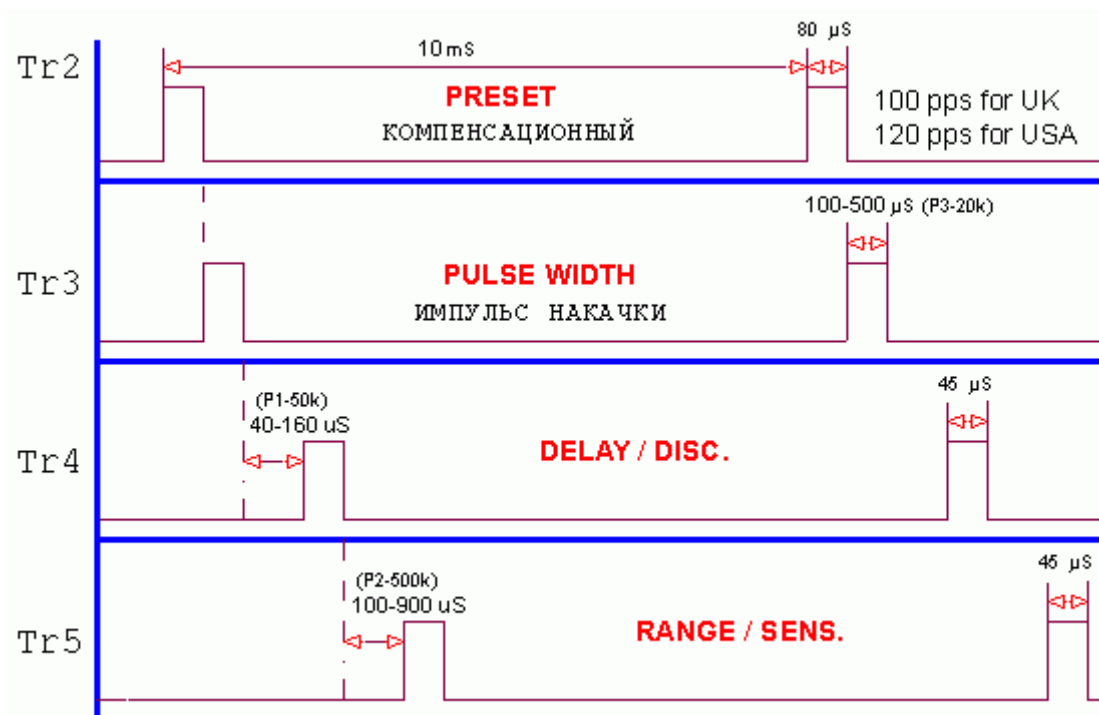 Tr2
10mS
80 µS
PRESET
КОМПЕНСАЦИОННЫЙ
100 pps for UK
120 pps for USA
Tr3
100-500 µS (P3-20k)
PULSE WIDTH
ИМПУЛЬС НАКАЧКИ
Tr4
(P1-50k)
40-160 uS
DELAY / DISC.
45 µS
Tr5
(P2-500k)
100-900 uS
RANGE / SENS.
45 µS